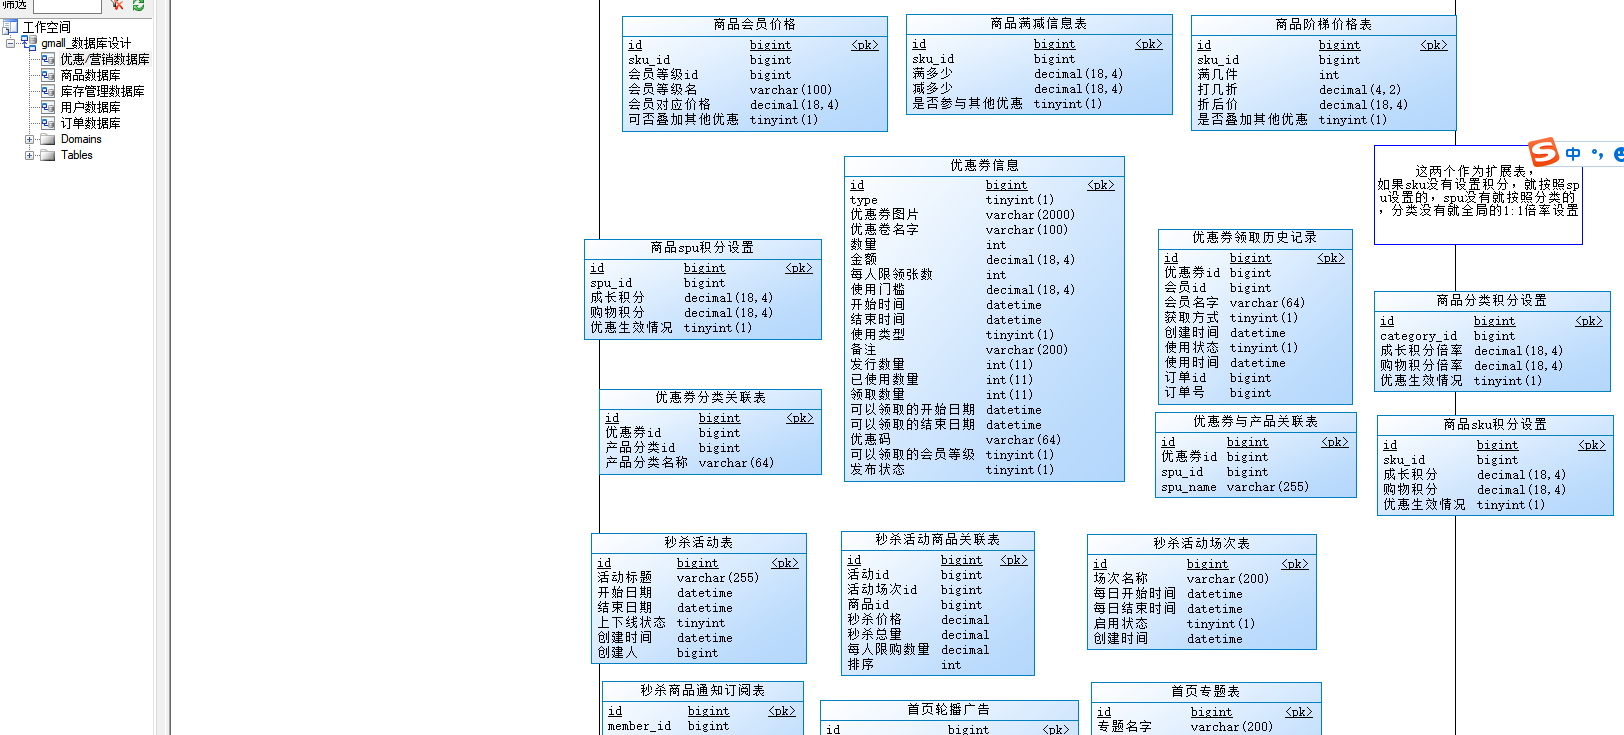 筛选
工作空间
gmall_数据库设计
优惠/营销数据库
商品数据库
库存管理数据库
用户数据库
订单数据库
Domains
Tables
商品会员价格
id bigint <pk>
sku_id bigint
会员等级id bigint
会员等级名 varchar(100)
会员对应价格 decimal(18,4)
可否叠加其他优惠 tinyint(1)
商品满减信息表
id bigint <pk>
sku_id bigint
满多少 decimal(18,4)
减多少 decimal(18,4)
是否参与其他优惠 tinyint(1)
商品阶梯价格表
id bigint <pk>
sku_id bigint
满几件 int
打几折 decimal(4,2)
折后价 decimal(18,4)
是否叠加其他优惠 tinyint(1)
中
这两个作为扩展表,
如果sku没有设置积分, 就按照sp
u设置的, spu没有就按照分类的
, 分类没有就全局的1:1倍率设置
优惠券信息
id bigint <pk>
type tinyint(1)
优惠券图片 varchar(2000)
优惠卷名字 varchar(100)
数量 int
金额 decimal(18,4)
每人限领张数 int
使用门槛 decimal(18,4)
开始时间 datetime
结束时间 datetime
使用类型 tinyint(1)
备注 varchar(200)
发行数量 int(11)
已使用数量 int(11)
领取数量 int(11)
可以领取的开始日期 datetime
可以领取的结束日期 datetime
优惠码 varchar(64)
可以领取的会员等级 tinyint(1)
发布状态 tinyint(1)
商品spu积分设置
id bigint <pk>
spu_id bigint
成长积分 decimal(18,4)
购物积分 decimal(18,4)
优惠生效情况 tinyint(1)
优惠券领取历史记录
id bigint <pk>
优惠券id bigint
会员id bigint
会员名字 varchar(64)
获取方式 tinyint(1)
创建时间 datetime
使用状态 tinyint(1)
使用时间 datetime
订单id bigint
订单号 bigint
商品分类积分设置
id bigint <pk>
category_id bigint
成长积分倍率 decimal(18,4)
购物积分倍率 decimal(18,4)
优惠生效情况 tinyint(1)
优惠券分类关联表
id bigint <pk>
优惠券id bigint
产品分类id bigint
产品分类名称 varchar(64)
优惠券与产品关联表
id bigint <pk>
优惠券id bigint
spu_id bigint
spu_name varchar(255)
商品sku积分设置
id bigint <pk>
sku_id bigint
成长积分 decimal(18,4)
购物积分 decimal(18,4)
优惠生效情况 tinyint(1)
秒杀活动表
id bigint <pk>
活动标题 varchar(255)
开始日期 datetime
结束日期 datetime
上下线状态 tinyint
创建时间 datetime
创建人 bigint
秒杀活动商品关联表
id bigint <pk>
活动id bigint
活动场次id bigint
商品id bigint
秒杀价格 decimal
秒杀总量 decimal
每人限购数量 decimal
排序 int
秒杀活动场次表
id bigint <pk>
场次名称 varchar(200)
每日开始时间 datetime
每日结束时间 datetime
启用状态 tinyint(1)
创建时间 datetime
秒杀商品通知订阅表
id bigint <pk>
member_id bigint
首页轮播广告
id bigint <pk>
首页专题表
id bigint <pk>
专题名字 varchar(200)